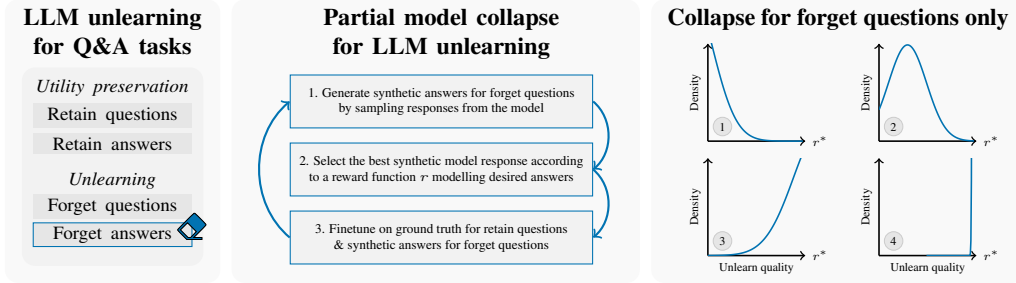 LLM unlearning
for Q&A tasks
Utility preservation
Retain questions
Retain answers
Unlearning
Forget questions
Forget answers
Partial model collapse
for LLM unlearning
1. Generate synthetic answers for forget questions
by sampling responses from the model
2. Select the best synthetic model response according
to a reward function r modelling desired answers
3. Finetune on ground truth for retain questions
& synthetic answers for forget questions
Collapse for forget questions only
Density
1
r*
Density
2
r*
Density
3
Unlearn quality
r*
Density
4
Unlearn quality
r*